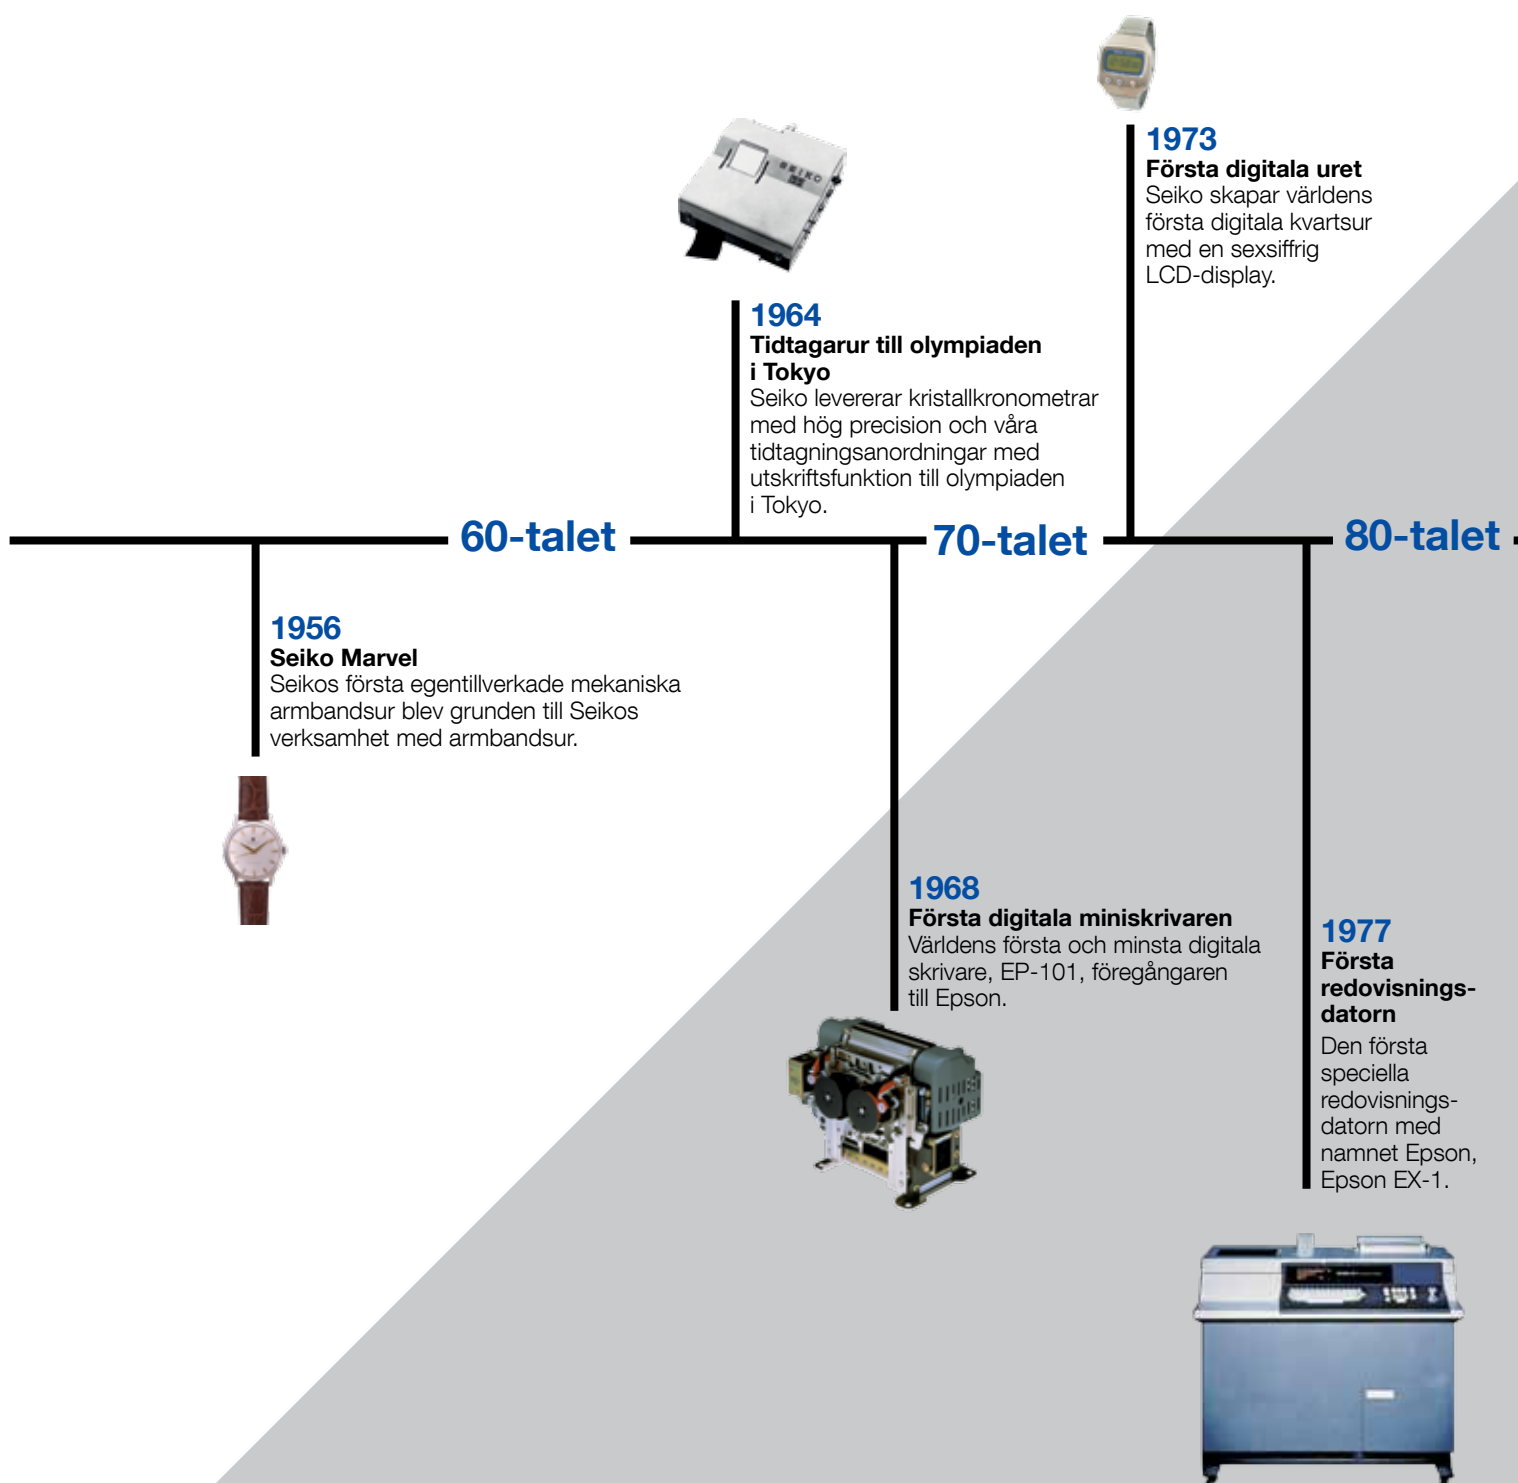 1973
Första digitala uret
Seiko skapar världens
första digitala kvartsur
med en sexsiffrig
LCD-display.
SEIKO
1964
Tidtagarur till olympiaden
i Tokyo
Seiko levererar kristallkronometrar
med hög precision och våra
tidtagningsanordningar med
utskriftsfunktion till olympiaden
i Tokyo.
60-talet
70-talet
80-talet
1956
Seiko Marvel
Seikos första egentillverkade mekaniska
armbandsur blev grunden till Seikos
verksamhet med armbandsur.
1968
Första digitala miniskrivaren
Världens första och minsta digitala
skrivare, EP-101, föregångaren
till Epson.
1977
Första
redovisnings-
datorn
Den första
speciella
redovisnings-
datorn med
namnet Epson,
Epson EX-1.